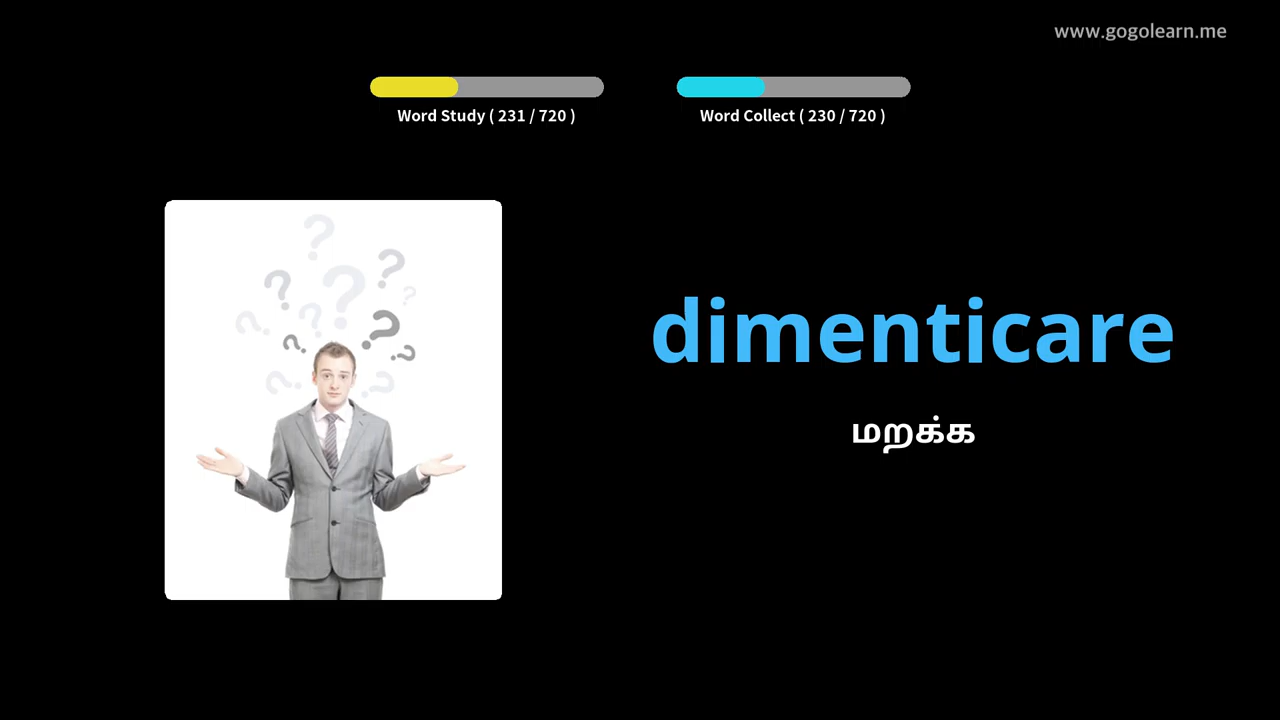 www.gogolearn.me
Word Study ( 231 / 720 )
Word Collect ( 230 / 720 )
dimenticare
மறக்க